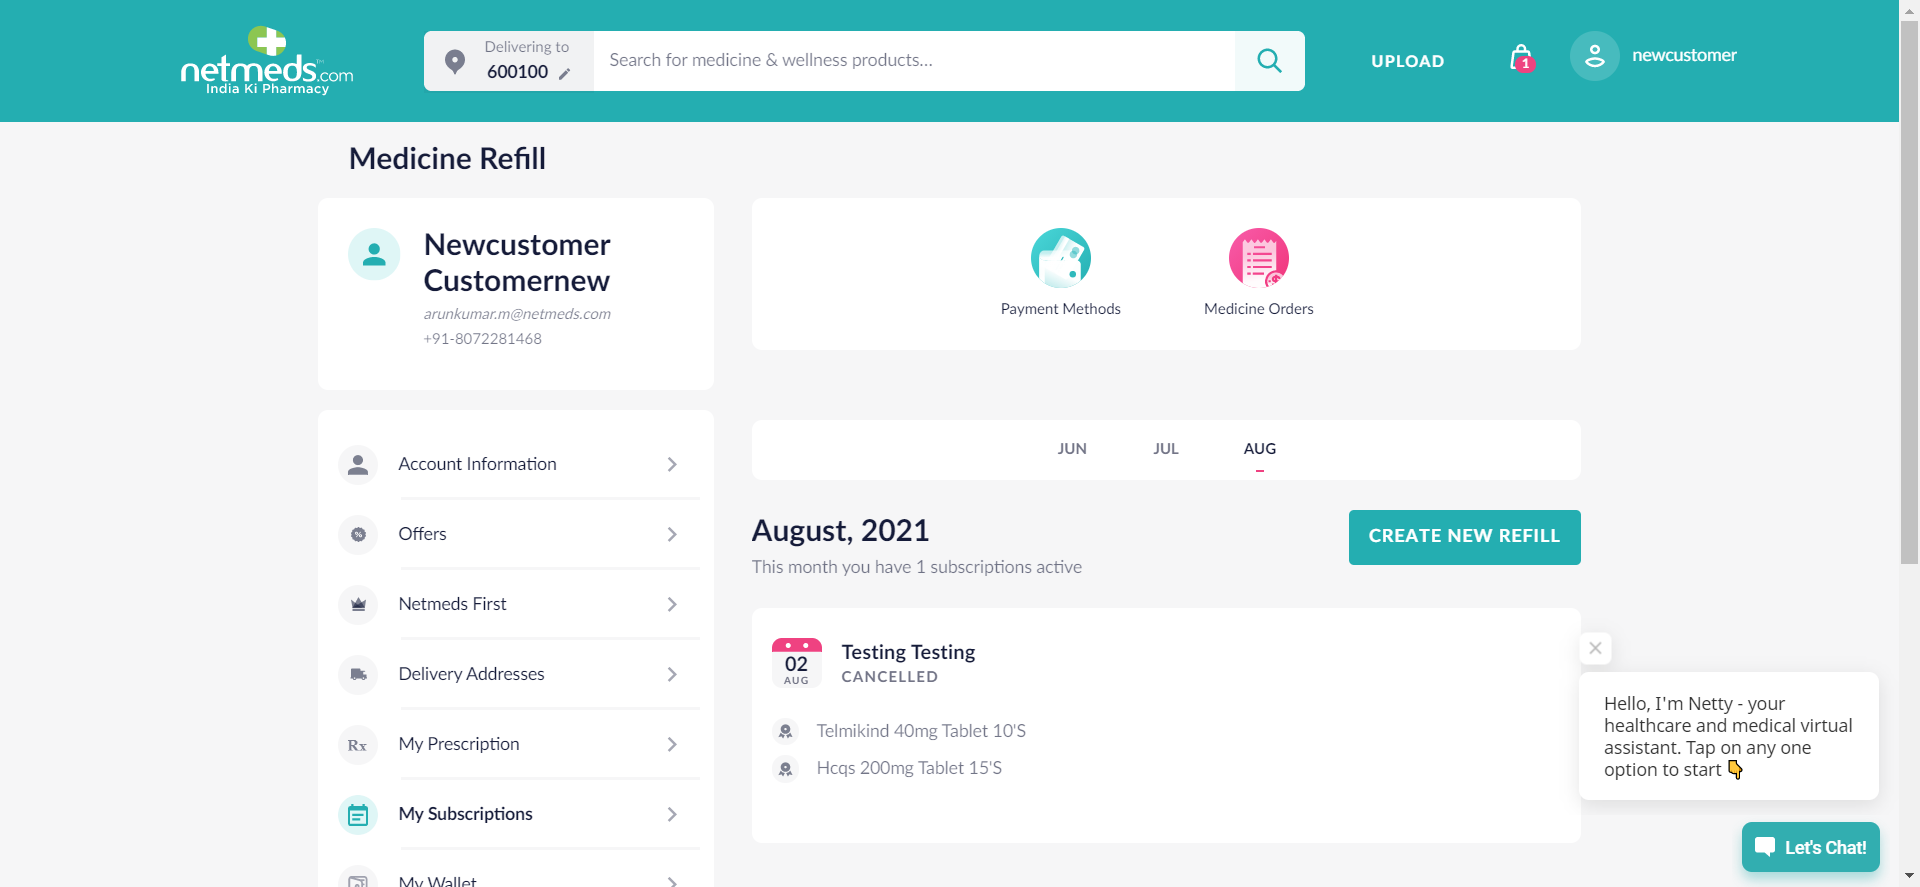 netmeds.com
India Ki Pharmacy
Delivering to
600100
Search for medicine & wellness products...
UPLOAD
1
newcustomer
Medicine Refill
Newcustomer
Customernew
arunkumar.m@netmeds.com
+91-8072281468
Payment Methods
Medicine Orders
Account Information
Offers
Netmeds First
Delivery Addresses
Rx
My Prescription
My Subscriptions
My Wallet
JUN
JUL
AUG
August, 2021
This month you have 1 subscriptions active
CREATE NEW REFILL
02
AUG
Testing Testing
CANCELLED
Telmikind 40mg Tablet 10'S
Hcqs 200mg Tablet 15'S
Hello, I'm Netty - your
healthcare and medical virtual
assistant. Tap on any one
option to start 👇
Let's Chat!